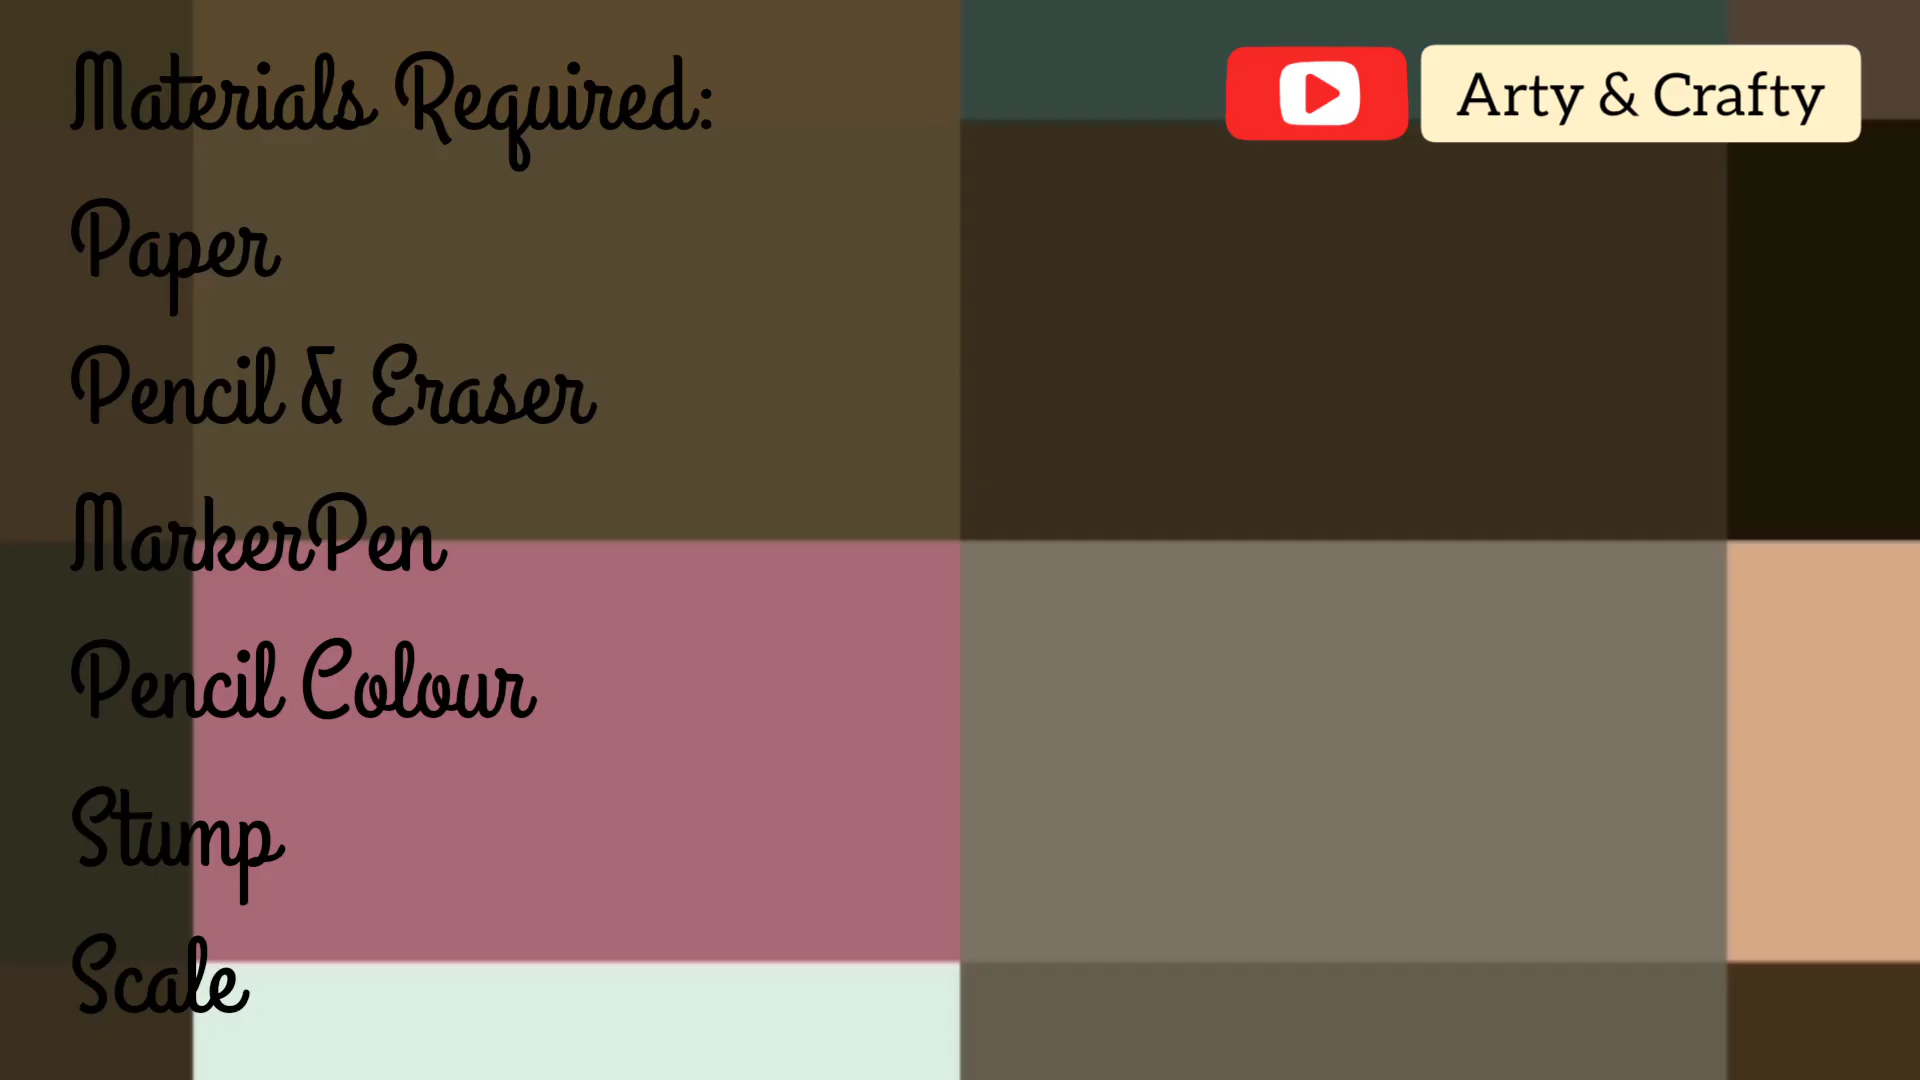 Materials Required:
Arty & Crafty
Paper
Pencil & Eraser
MarkerPen
Pencil Colour
Stump
Scale